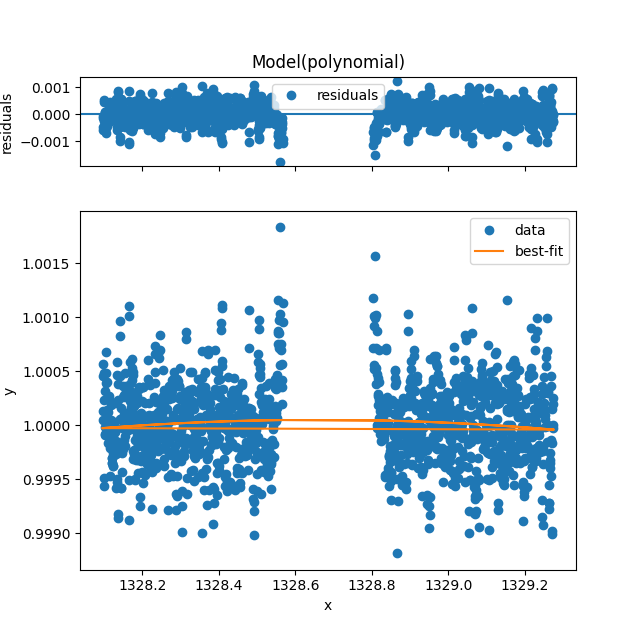 Model(polynomial)
0.001
0.000
−0.001
residuals
residuals
data
best-fit
1.0015
1.0010
1.0005
1.0000
0.9995
0.9990
y
1328.2 1328.4 1328.6 1328.8 1329.0 1329.2
x